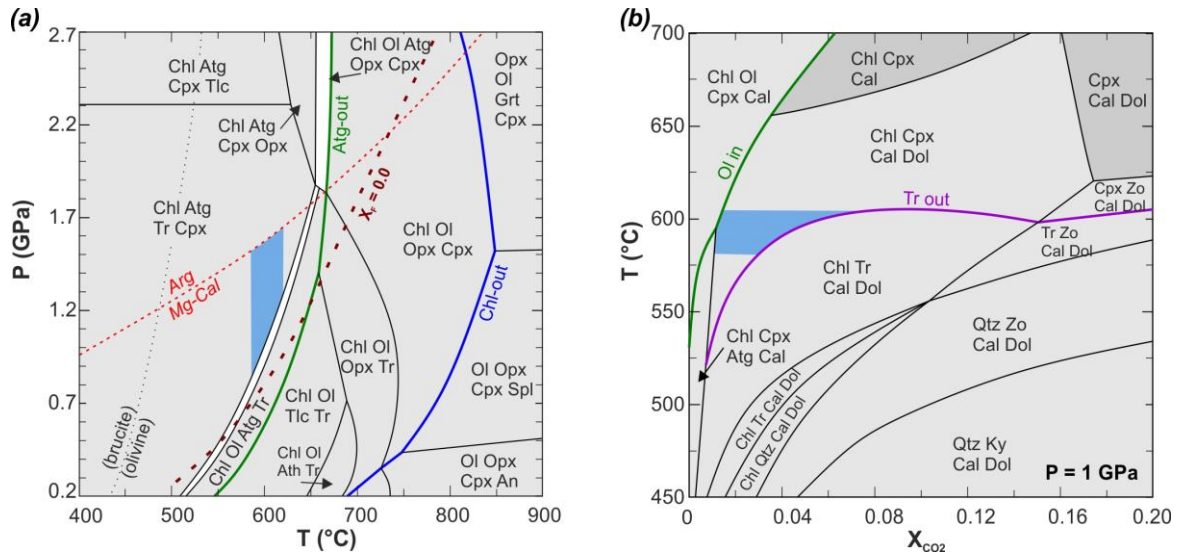 (a)
2.7
2.2
1.7
1.2
0.7
0.2
P (GPa)
400
500
600
700
800
900
T (°C)
Chl Atg
Cpx Tlc
Chl Ol Atg
Opx Cpx
Opx
Ol
Grt
Cpx
Chl Atg
Cpx Opx
Atg-out
Chl Atg
Tr Cpx
Chl Ol
Opx Cpx
Arg
Mg-Cal
Chl-out
Chl Ol
Opx Tr
Ol Opx
Cpx Spl
Chl Ol
Tlc Tr
Chl Ol Atg Tr
(brucite)
(olivine)
Chl Ol
Ath Tr
Ol Opx
Cpx An
(b)
700
650
600
550
500
450
T (°C)
0
0.04
0.08
0.12
0.16
0.20
X CO2
Chl Ol
Cpx Cal
Chl Cpx
Cal
Cpx
Cal Dol
Chl Cpx
Cal Dol
Ol in
Cpx Zo
Cal Dol
Tr out
Tr Zo
Cal Dol
Chl Tr
Cal Dol
Chl Cpx
Atg Cal
Qtz Zo
Cal Dol
Chl Tr Cal Dol
Chl Qtz Cal Dol
Qtz Ky
Cal Dol
P = 1 GPa